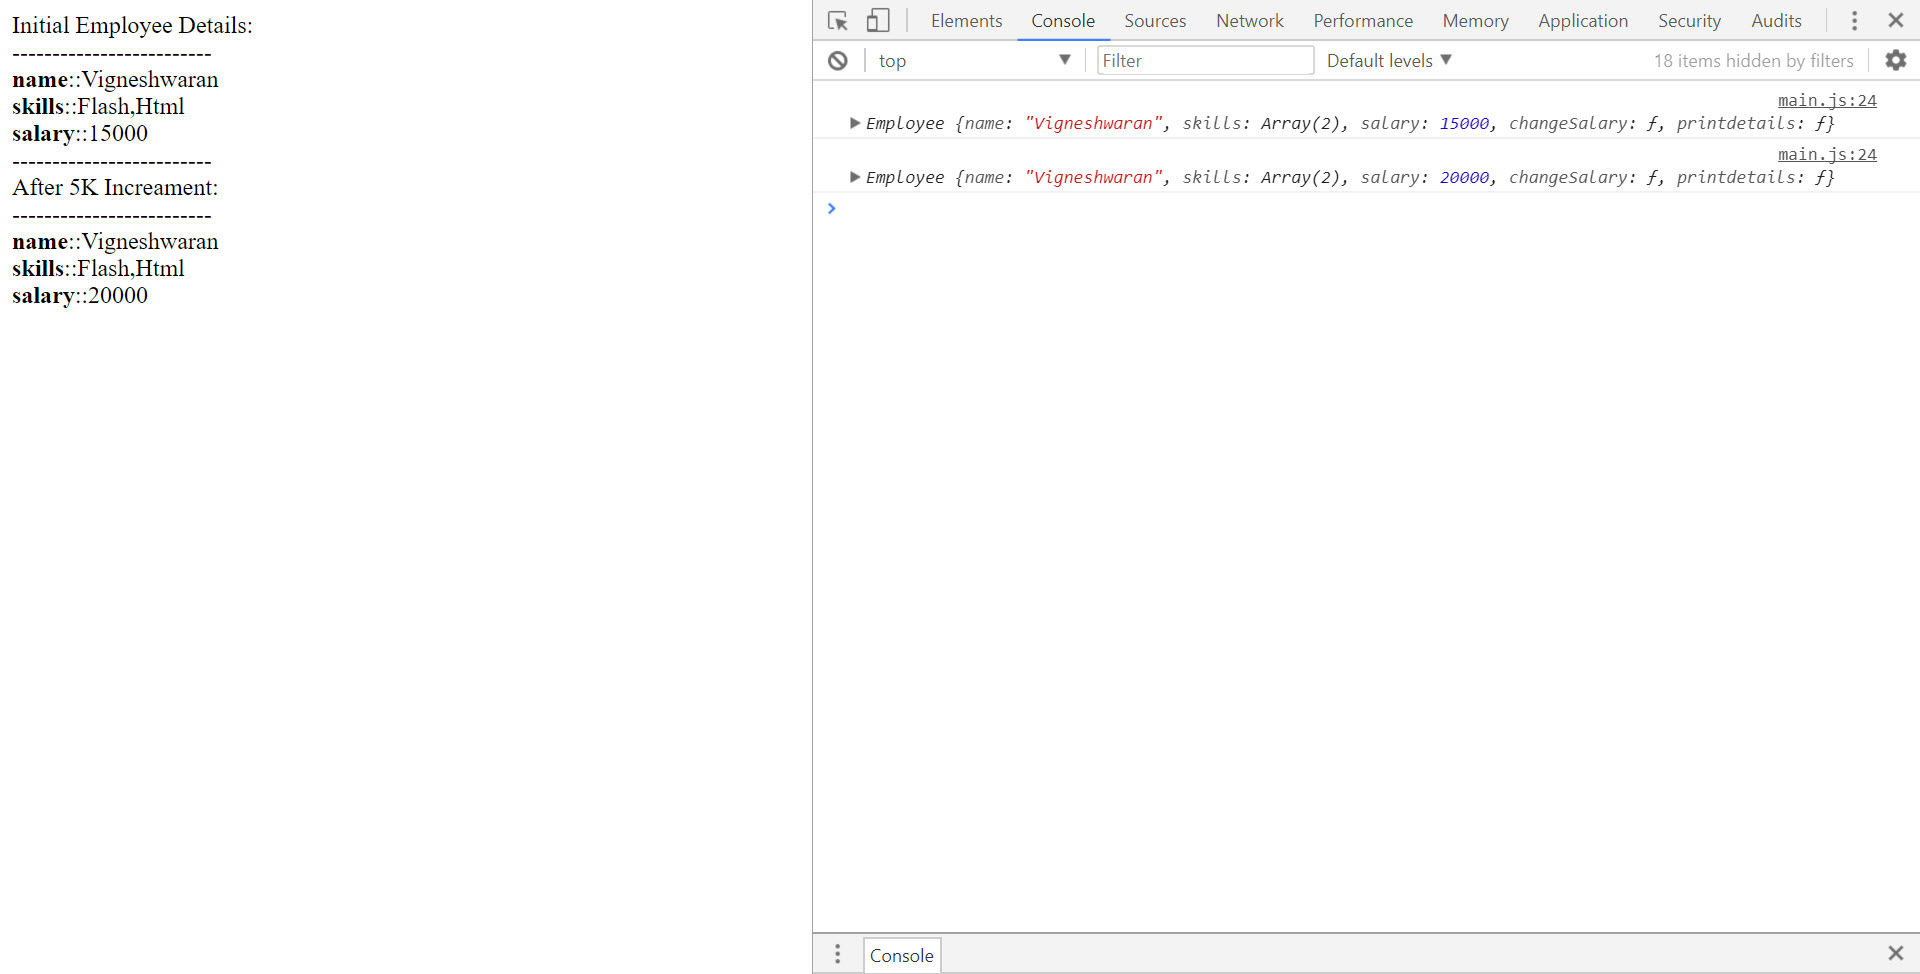 Initial Employee Details:
-------------------------
name::Vigneshwaran
skills::Flash,Html
salary::15000
-------------------------
After 5K Increament:
-------------------------
name::Vigneshwaran
skills::Flash,Html
salary::20000
Elements Console Sources Network Performance Memory Application Security Audits
top Filter Default levels 18 items hidden by filters
main.js:24
Employee {name: "Vigneshwaran", skills: Array(2), salary: 15000, changeSalary: ƒ, printdetails: ƒ}
main.js:24
Employee {name: "Vigneshwaran", skills: Array(2), salary: 20000, changeSalary: ƒ, printdetails: ƒ}
Console